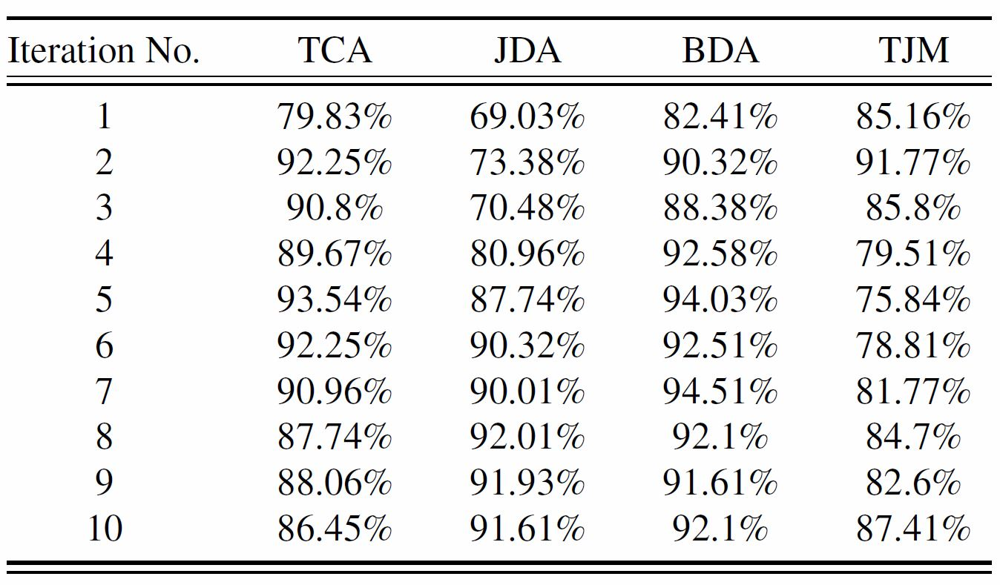 Iteration No. TCA JDA BDA TJM
1 79.83% 69.03% 82.41% 85.16%
2 92.25% 73.38% 90.32% 91.77%
3 90.8% 70.48% 88.38% 85.8%
4 89.67% 80.96% 92.58% 79.51%
5 93.54% 87.74% 94.03% 75.84%
6 92.25% 90.32% 92.51% 78.81%
7 90.96% 90.01% 94.51% 81.77%
8 87.74% 92.01% 92.1% 84.7%
9 88.06% 91.93% 91.61% 82.6%
10 86.45% 91.61% 92.1% 87.41%